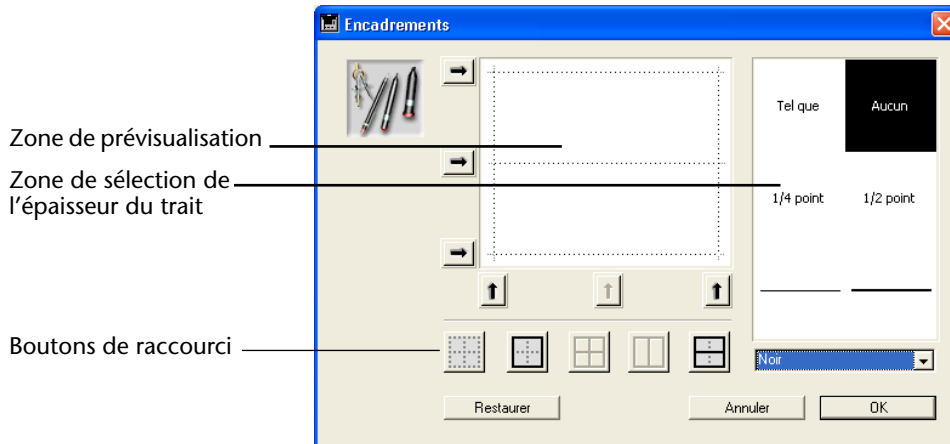 Encadrements
Tel que
Aucun
Zone de prévisualisation
Zone de sélection de
l'épaisseur du trait
1/4 point
1/2 point
Boutons de raccourci
Noir
Restaurer
Annuler
OK